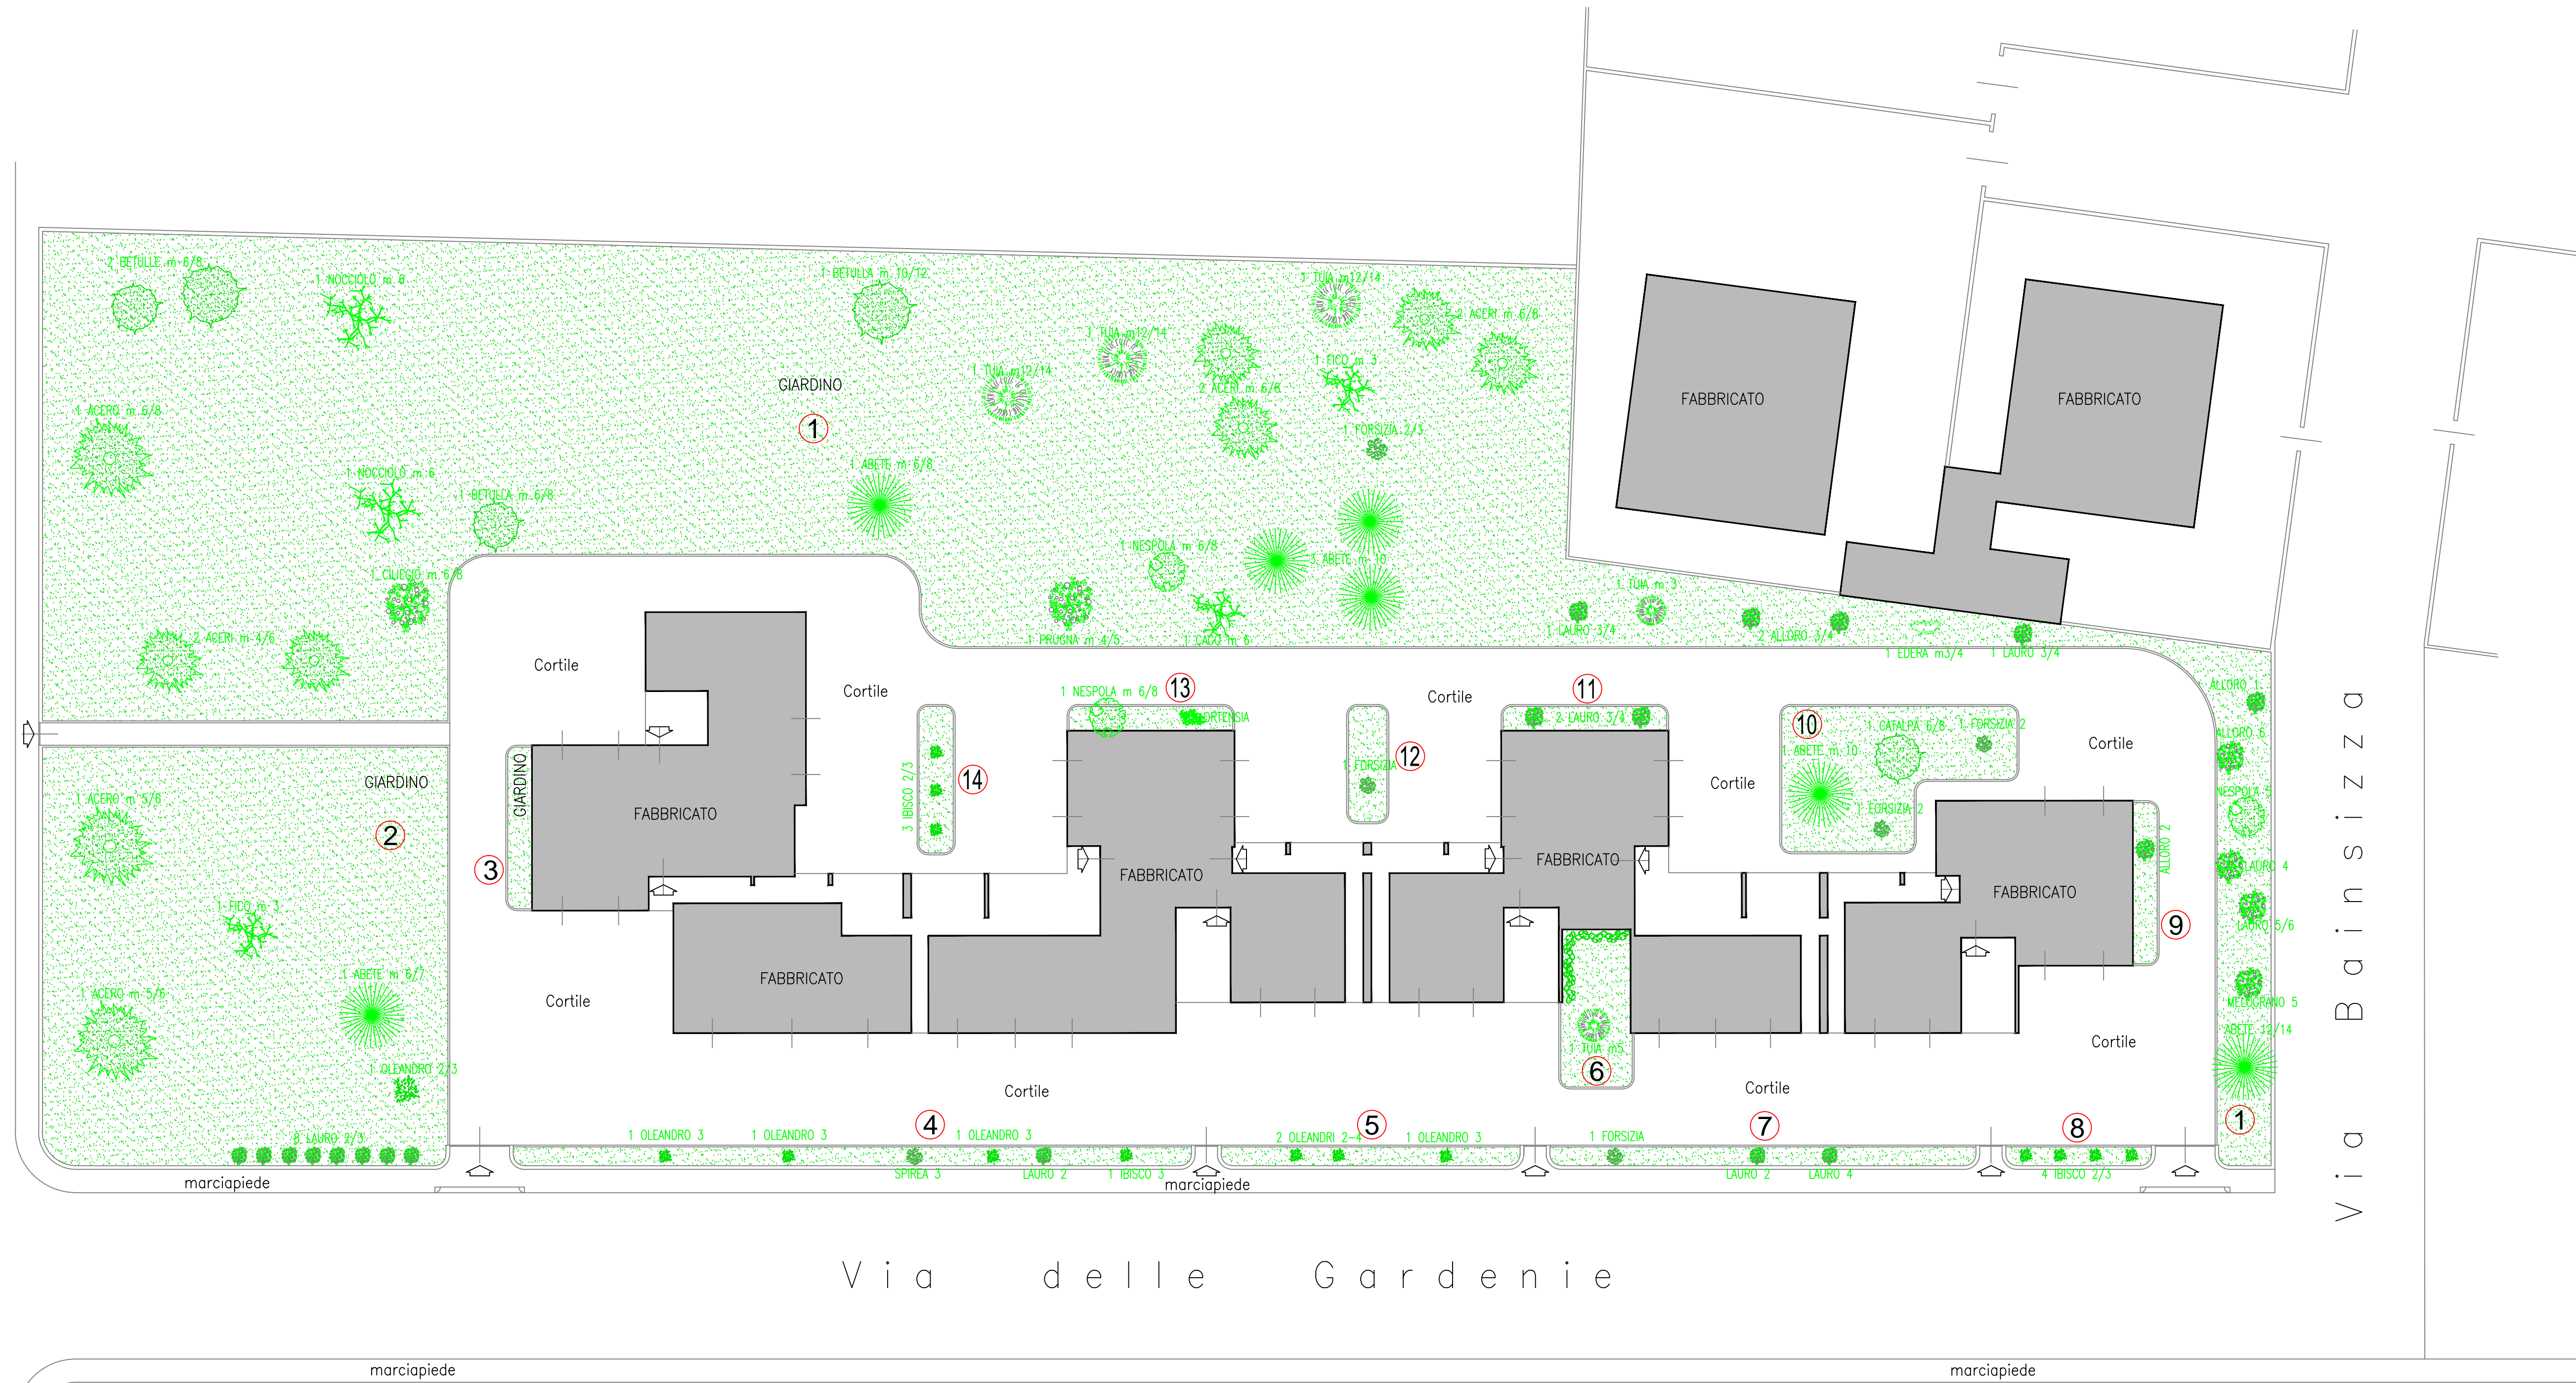 2 BETULLE m 6/8
1 NOCCIOLO m 6
1 BETULLA m 10/12
1 TUIA m12/14
1 TUIA m12/14
1 TUIA m12/14
2 ACERI m 6/8
1 FICO m 3
2 ACERI m 6/8
GIARDINO
1
1 ACERO m 6/8
1 FORSIZIA 2/3
1 NOCCIOLO m 6
1 BETULLA m 6/8
1 ABETE m 6/8
1 NESPOLA m 6/8
3 ABETE m 10
1 CILIEGIO m 6/8
2 ACERI m 4/6
1 PRUGNA m 4/5
1 CACO m 6
1 LAURO 3/4
1 TUIA m 3
2 ALLORO 3/4
1 EDERA m3/4
1 LAURO 3/4
FABBRICATO
FABBRICATO
Cortile
Cortile
Cortile
Cortile
Cortile
1 NESPOLA m 6/8
13
ORTENSIA
11
2 LAURO 3/4
10
1 CATALPA 6/8
1 FORSIZIA 2
1 ABETE m 10
1 FORSIZIA 2
12
1 FORSIZIA
14
3 IBISCO 2/3
ALLORO 1
ALLORO 6
NESPOLA 5
LAURO 4
LAURO 5/6
MELOGRANO 5
ABETE 12/14
1
GIARDINO
2
GIARDINO
3
1 ACERO m 5/6
1 FICO m 3
1 ABETE m 6/7
1 ACERO m 5/6
1 OLEANDRO 2/3
8 LAURO 2/3
FABBRICATO
FABBRICATO
FABBRICATO
FABBRICATO
FABBRICATO
ALLORO 2
9
Cortile
Cortile
Cortile
Cortile
1 TUIA m5
6
1 OLEANDRO 3
1 OLEANDRO 3
4
1 OLEANDRO 3
SPIREA 3
LAURO 2
1 IBISCO 3
2 OLEANDRI 2-4
5
1 OLEANDRO 3
1 FORSIZIA
7
LAURO 2
LAURO 4
8
4 IBISCO 2/3
marciapiede
marciapiede
Via delle Gardenie
Via Bainsizza
marciapiede
marciapiede